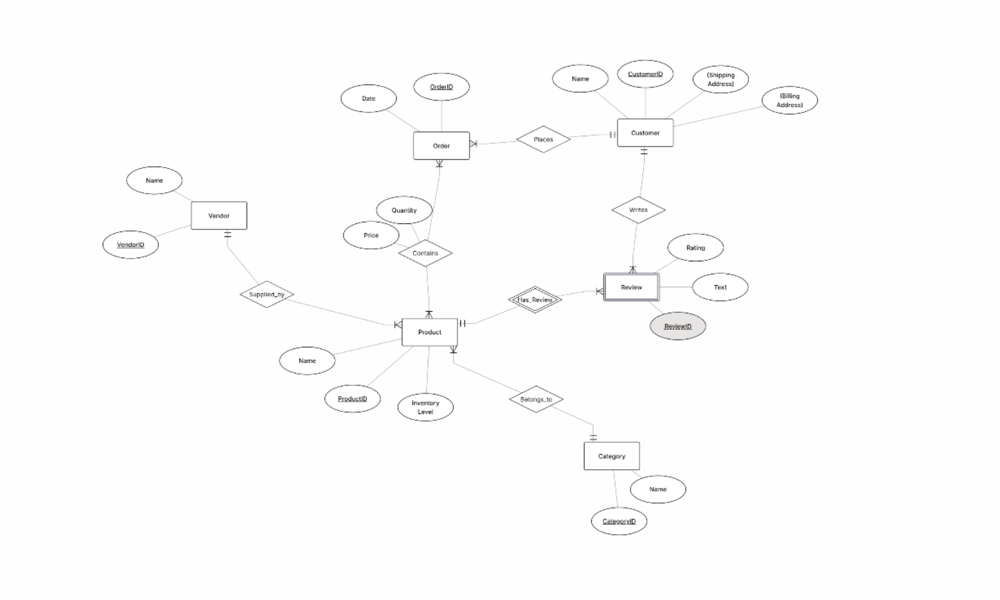 CustomerID
(Shipping
Address)
Name
OrderID
Date
(Billing
Address)
Customer
Places
Order
Name
Quantity
Writes
Vendor
Price
VendorID
Contains
Rating
Supplied_by
Review
Text
Has_Review
ReviewID
Product
Name
ProductID
Inventory
Level
Belongs_to
Category
Name
CategoryID